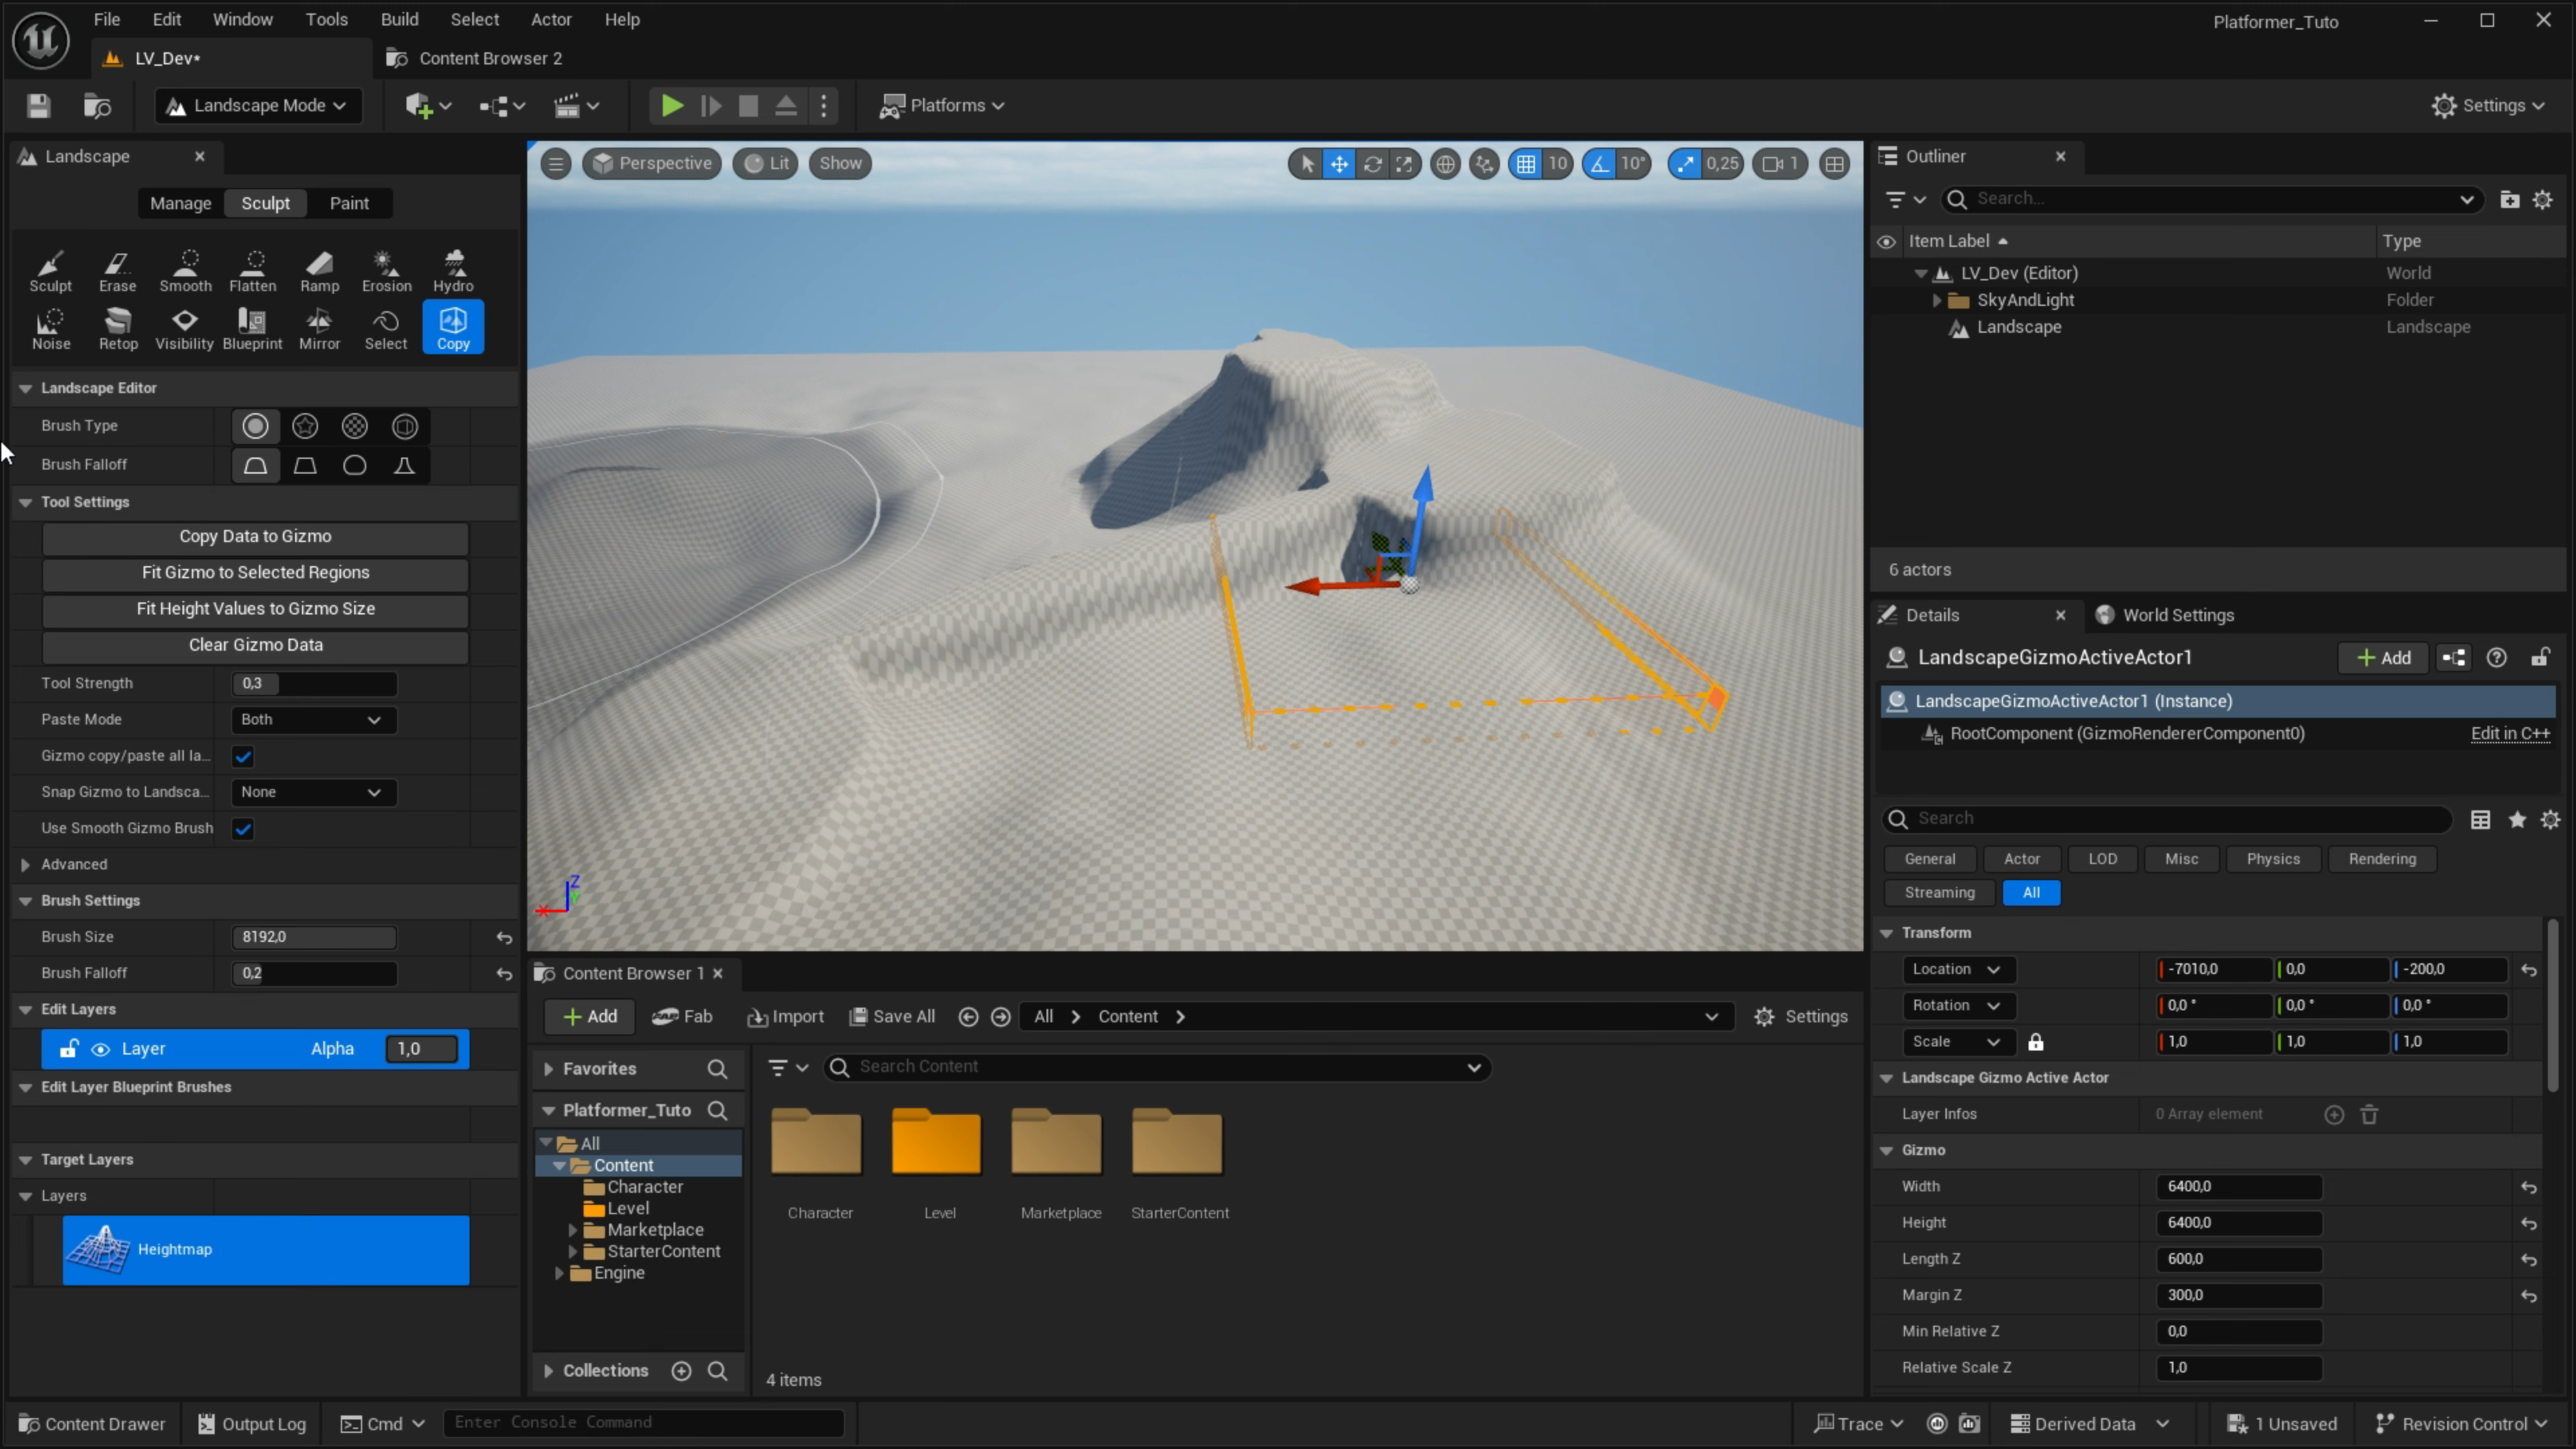 File Edit Window Tools Build Select Actor Help
Platformer_Tuto
LV_Dev*
Content Browser 2
Landscape Mode
Platforms
Settings
Landscape
Manage Sculpt Paint
Sculpt Erase Smooth Flatten Ramp Erosion Hydro
Noise Retop Visibility Blueprint Mirror Select Copy
Landscape Editor
Brush Type
Brush Falloff
Tool Settings
Copy Data to Gizmo
Fit Gizmo to Selected Regions
Fit Height Values to Gizmo Size
Clear Gizmo Data
Tool Strength 0,3
Paste Mode Both
Gizmo copy/paste all la...
Snap Gizmo to Landsca... None
Use Smooth Gizmo Brush
Advanced
Brush Settings
Brush Size 8192,0
Brush Falloff 0,2
Edit Layers
Layer Alpha 1,0
Edit Layer Blueprint Brushes
Target Layers
Layers
Heightmap
Perspective Lit Show
10 10° 0,25 1
Z
Content Browser 1
Add Fab Import Save All All Content Settings
Favorites
Search Content
Platformer_Tuto
All
Content
Character
Level
Marketplace
StarterContent
Engine
Collections
Character Level Marketplace StarterContent
4 items
Outliner
Search...
Item Label Type
LV_Dev (Editor) World
SkyAndLight Folder
Landscape Landscape
6 actors
Details World Settings
LandscapeGizmoActiveActor1 Add
LandscapeGizmoActiveActor1 (Instance)
RootComponent (GizmoRendererComponent0) Edit in C++
Search
General Actor LOD Misc Physics Rendering
Streaming All
Transform
Location -7010,0 0,0 -200,0
Rotation 0,0 ° 0,0 ° 0,0 °
Scale 1,0 1,0 1,0
Landscape Gizmo Active Actor
Layer Infos 0 Array element
Gizmo
Width 6400,0
Height 6400,0
Length Z 600,0
Margin Z 300,0
Min Relative Z 0,0
Relative Scale Z 1,0
Content Drawer Output Log Cmd Enter Console Command
Trace Derived Data 1 Unsaved Revision Control